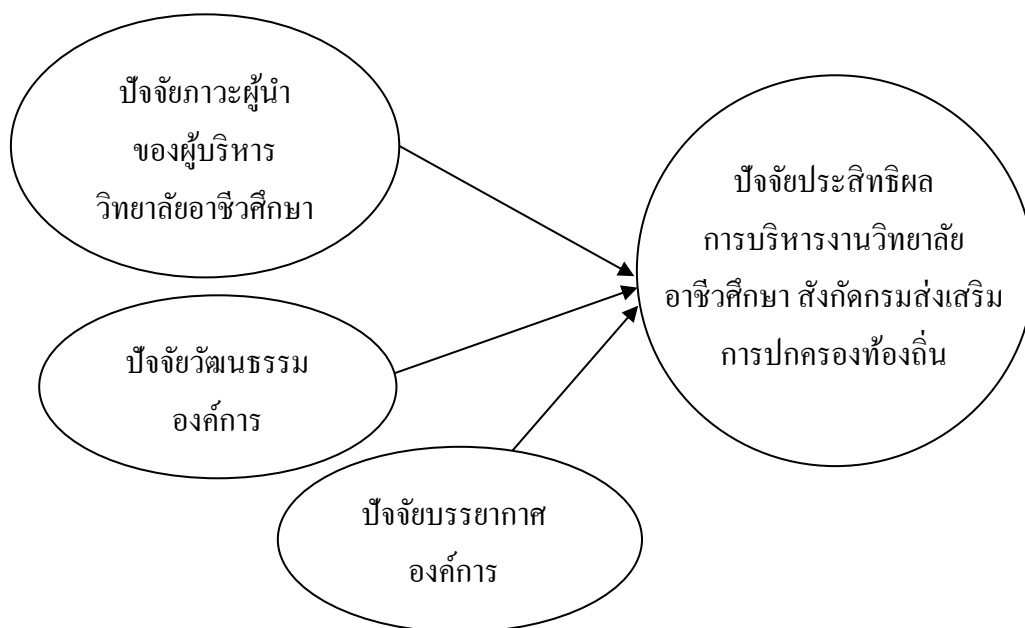 ปัจจัยภาวะผู้นำ
ของผู้บริหาร
วิทยาลัยอาชีวศึกษา
ปัจจัยวัฒนธรรม
องค์การ
ปัจจัยบรรยากาศ
องค์การ
ปัจจัยประสิทธิผล
การบริหารงานวิทยาลัย
อาชีวศึกษา สังกัดกรมส่งเสริม
การปกครองท้องถิ่น